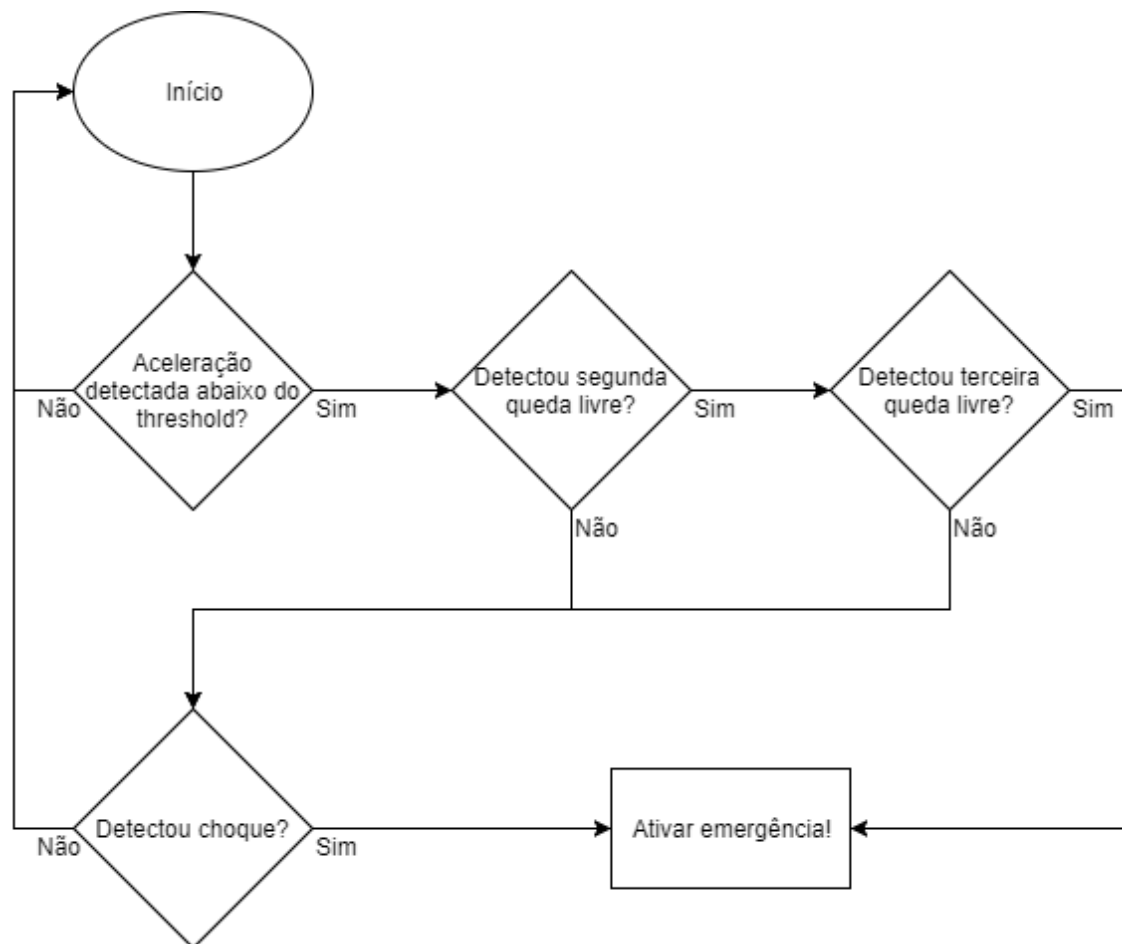 Início
Aceleração
detectada abaixo do
threshold?
Não
Sim
Detectou segunda
queda livre?
Sim
Não
Detectou terceira
queda livre?
Sim
Não
Detectou choque?
Não
Sim
Ativar emergência!